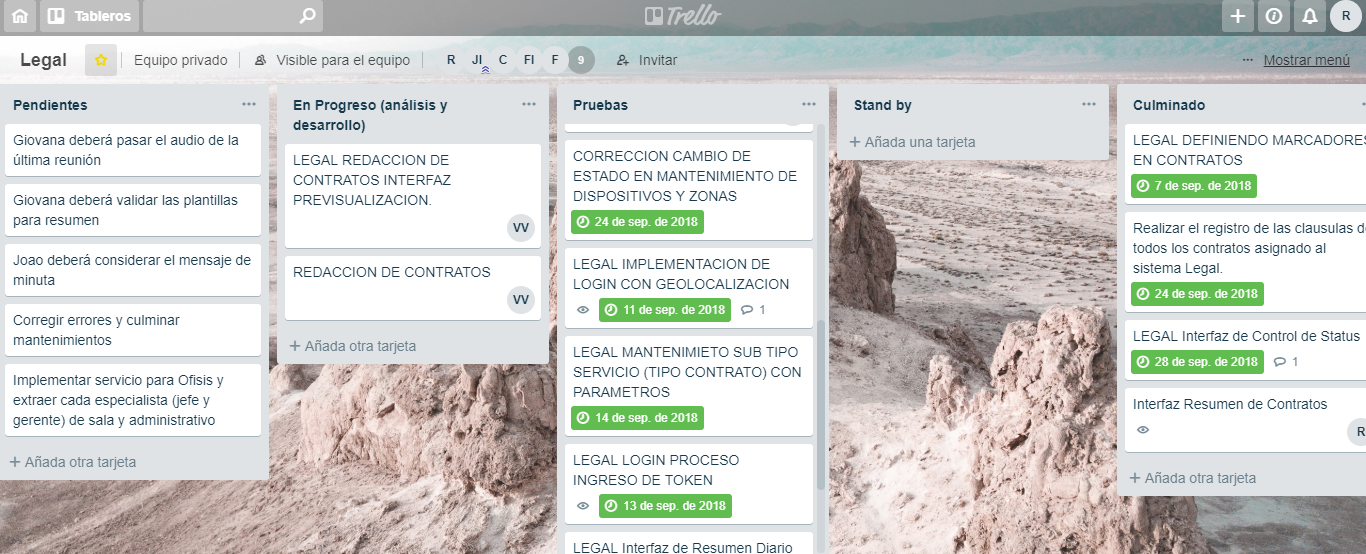 Tableros
Trello
R
Legal
Equipo privado
Visible para el equipo
R JI C FI F 9
Invitar
... Mostrar menú
Pendientes
Giovana deberá pasar el audio de la
última reunión
Giovana deberá validar las plantillas
para resumen
Joao deberá considerar el mensaje de
minuta
Corregir errores y culminar
mantenimientos
Implementar servicio para Ofisis y
extraer cada especialista (jefe y
gerente) de sala y administrativo
+ Añada otra tarjeta
En Progreso (análisis y
desarrollo)
LEGAL REDACCION DE
CONTRATOS INTERFAZ
PREVISUALIZACION.
VV
REDACCION DE CONTRATOS
VV
+ Añada otra tarjeta
Pruebas
CORRECCION CAMBIO DE
ESTADO EN MANTENIMIENTO DE
DISPOSITIVOS Y ZONAS
24 de sep. de 2018
LEGAL IMPLEMENTACION DE
LOGIN CON GEOLOCALIZACION
11 de sep. de 2018 1
LEGAL MANTENIMIETO SUB TIPO
SERVICIO (TIPO CONTRATO) CON
PARAMETROS
14 de sep. de 2018
LEGAL LOGIN PROCESO
INGRESO DE TOKEN
13 de sep. de 2018
LEGAL Interfaz de Resumen Diario
Stand by
+ Añada una tarjeta
Culminado
LEGAL DEFINIENDO MARCADORES
EN CONTRATOS
7 de sep. de 2018
Realizar el registro de las clausulas de
todos los contratos asignado al
sistema Legal.
24 de sep. de 2018
LEGAL Interfaz de Control de Status
28 de sep. de 2018 1
Interfaz Resumen de Contratos
R
+ Añada otra tarjeta